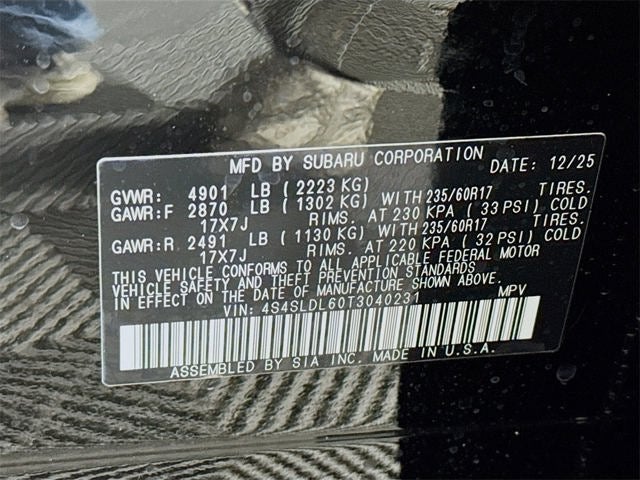 MFD BY SUBARU CORPORATION DATE: 12/25
GVWR: 4901 LB ( 2223 KG)
GAWR: F 2870 LB ( 1302 KG) WITH 235/60R17 TIRES.
17X7J RIMS. AT 230 KPA ( 33 PSI) COLD
GAWR: R 2491 LB ( 1130 KG) WITH 235/60R17 TIRES.
17X7J RIMS. AT 220 KPA ( 32 PSI) COLD
THIS VEHICLE CONFORMS TO ALL APPLICABLE FEDERAL MOTOR
VEHICLE SAFETY AND THEFT PREVENTION STANDARDS
IN EFFECT ON THE DATE OF MANUFACTURE SHOWN ABOVE.
VIN: 4S4SLDL60T3040231 MPV
ASSEMBLED BY SIA INC. MADE IN U.S.A.